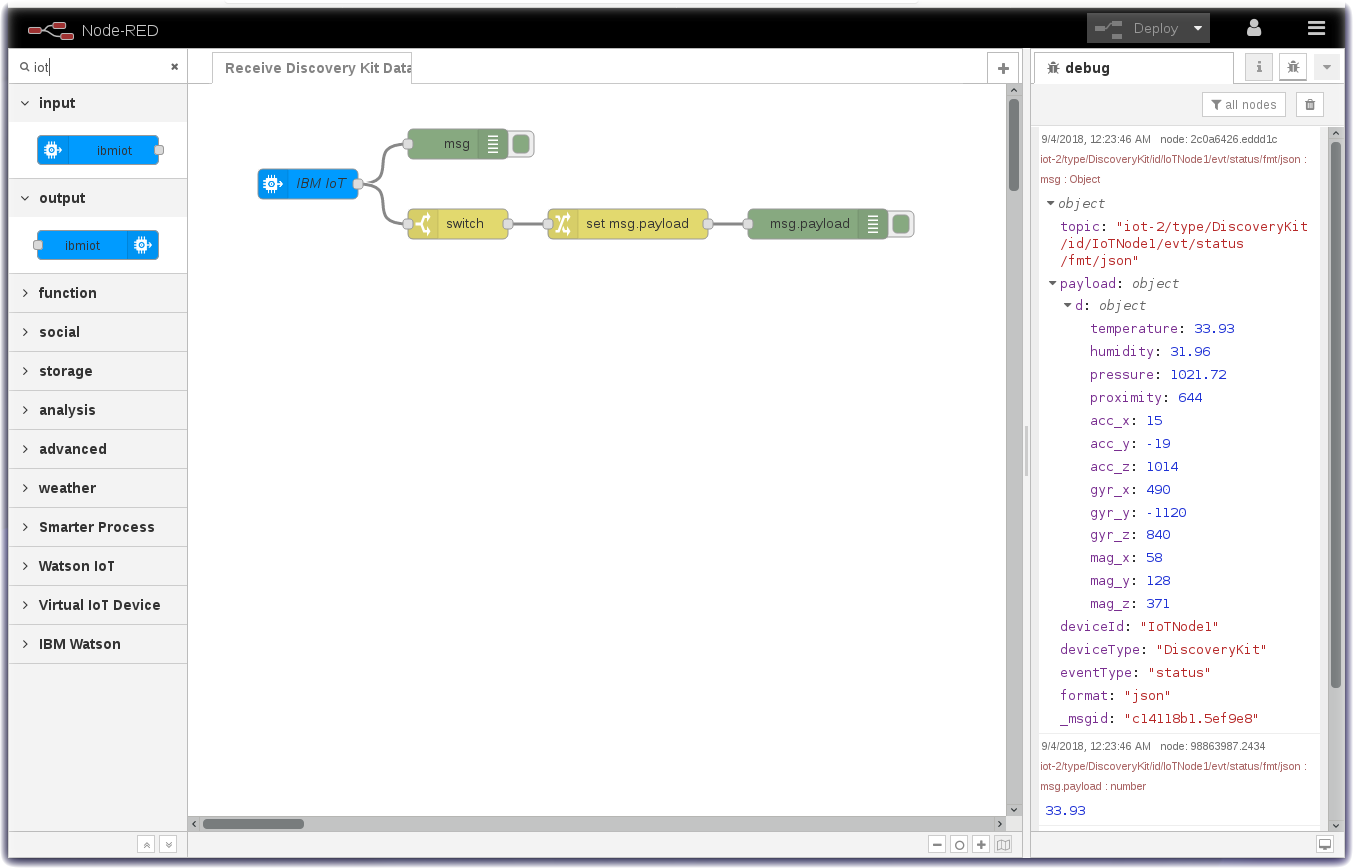 Node-RED
Deploy
iot
input
ibmiot
output
ibmiot
function
social
storage
analysis
advanced
weather
Smarter Process
Watson IoT
Virtual IoT Device
IBM Watson
Receive Discovery Kit Data
IBM IoT
msg
switch
set msg.payload
msg.payload
debug
i
all nodes
9/4/2018, 12:23:46 AM node: 2c0a6426.eddd1c
iot-2/type/DiscoveryKit/id/IoTNode1/evt/status/fmt/json :
msg : Object
object
topic: "iot-2/type/DiscoveryKit
/id/IoTNode1/evt/status
/fmt/json"
payload: object
d: object
temperature: 33.93
humidity: 31.96
pressure: 1021.72
proximity: 644
acc_x: 15
acc_y: -19
acc_z: 1014
gyr_x: 490
gyr_y: -1120
gyr_z: 840
mag_x: 58
mag_y: 128
mag_z: 371
deviceId: "IoTNode1"
deviceType: "DiscoveryKit"
eventType: "status"
format: "json"
_msgid: "c14118b1.5ef9e8"
9/4/2018, 12:23:46 AM node: 98863987.2434
iot-2/type/DiscoveryKit/id/IoTNode1/evt/status/fmt/json :
msg.payload : number
33.93